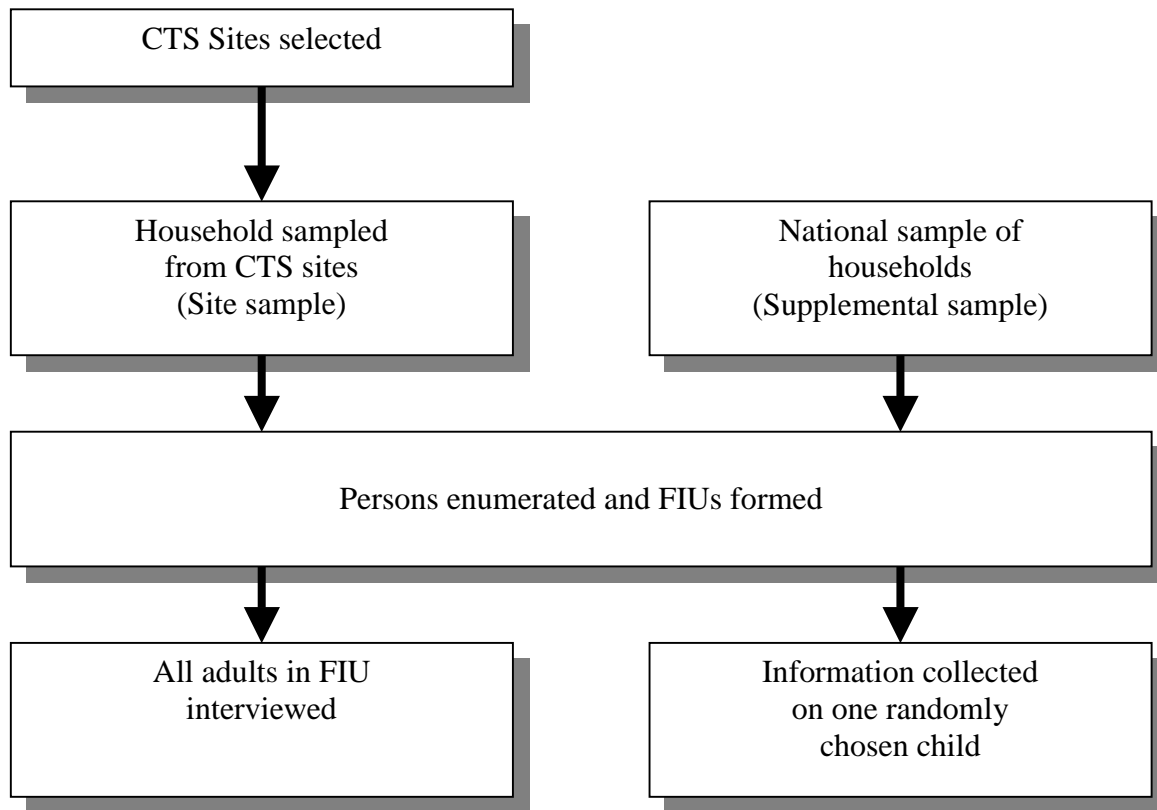 CTS Sites selected
Household sampled
from CTS sites
(Site sample)
National sample of
households
(Supplemental sample)
Persons enumerated and FIUs formed
All adults in FIU
interviewed
Information collected
on one randomly
chosen child